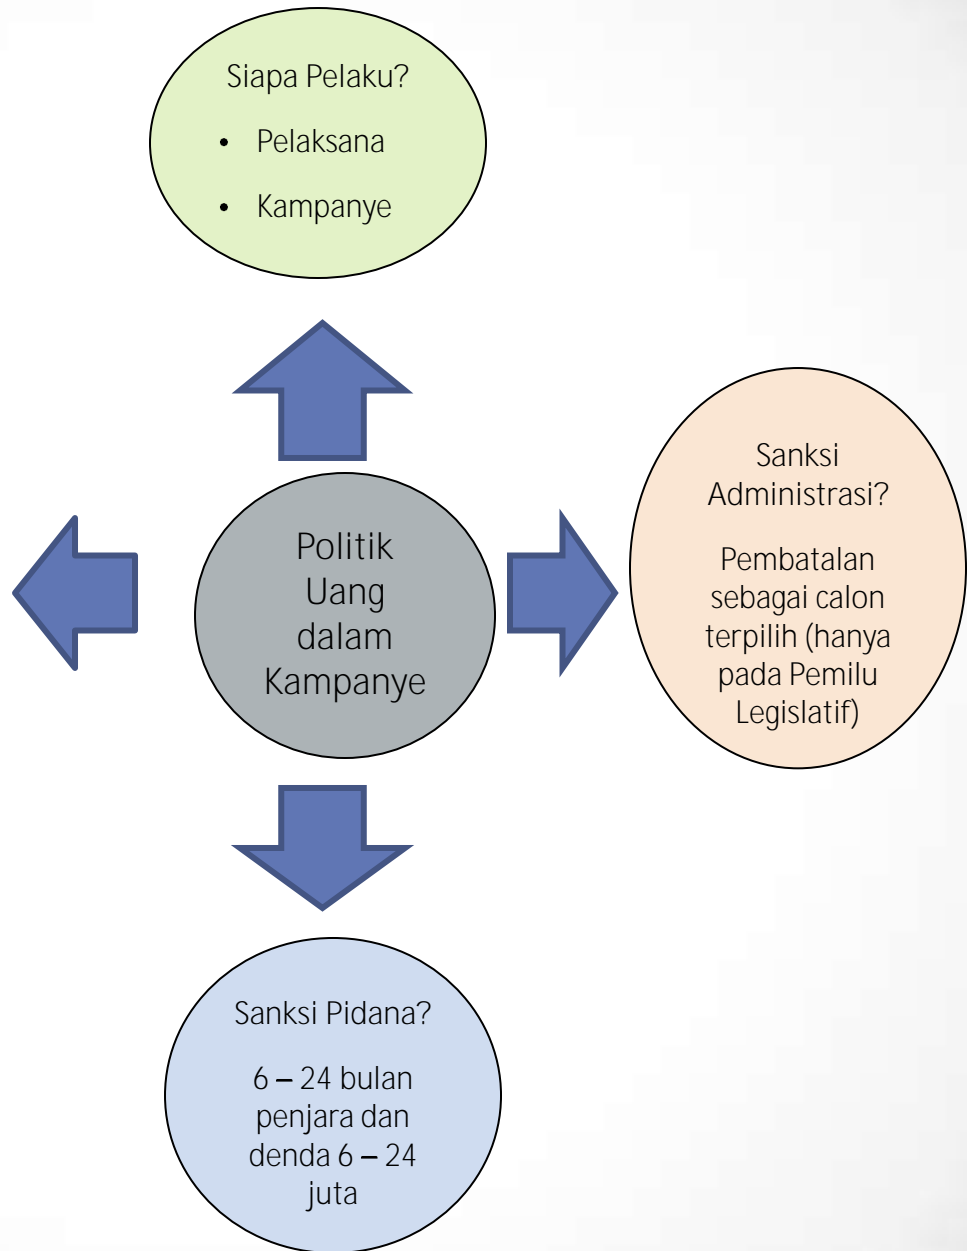 Siapa Pelaku?
• Pelaksana
• Kampanye
Politik
Uang
dalam
Kampanye
Sanksi
Administrasi?
Pembatalan
sebagai calon
terpilih (hanya
pada Pemilu
Legislatif)
Sanksi Pidana?
6 – 24 bulan
penjara dan
denda 6 – 24
juta